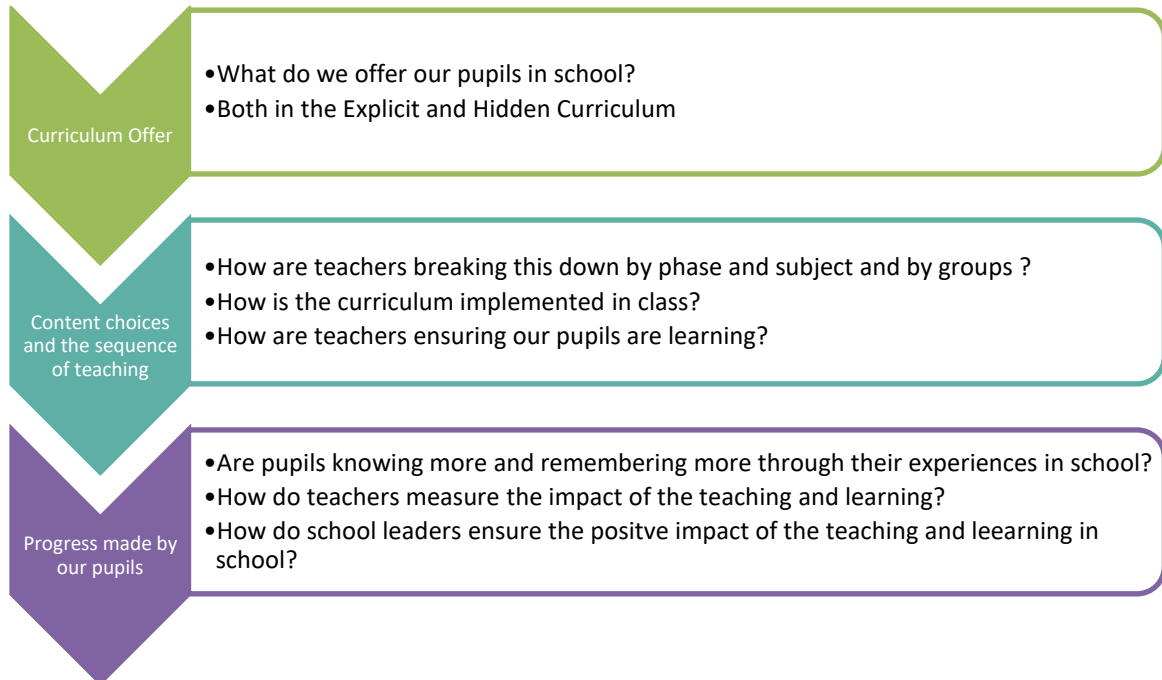 Curriculum Offer
•What do we offer our pupils in school?
•Both in the Explicit and Hidden Curriculum
Content choices
and the sequence
of teaching
•How are teachers breaking this down by phase and subject and by groups ?
•How is the curriculum implemented in class?
•How are teachers ensuring our pupils are learning?
Progress made by
our pupils
•Are pupils knowing more and remembering more through their experiences in school?
•How do teachers measure the impact of the teaching and learning?
•How do school leaders ensure the positve impact of the teaching and leearning in
school?